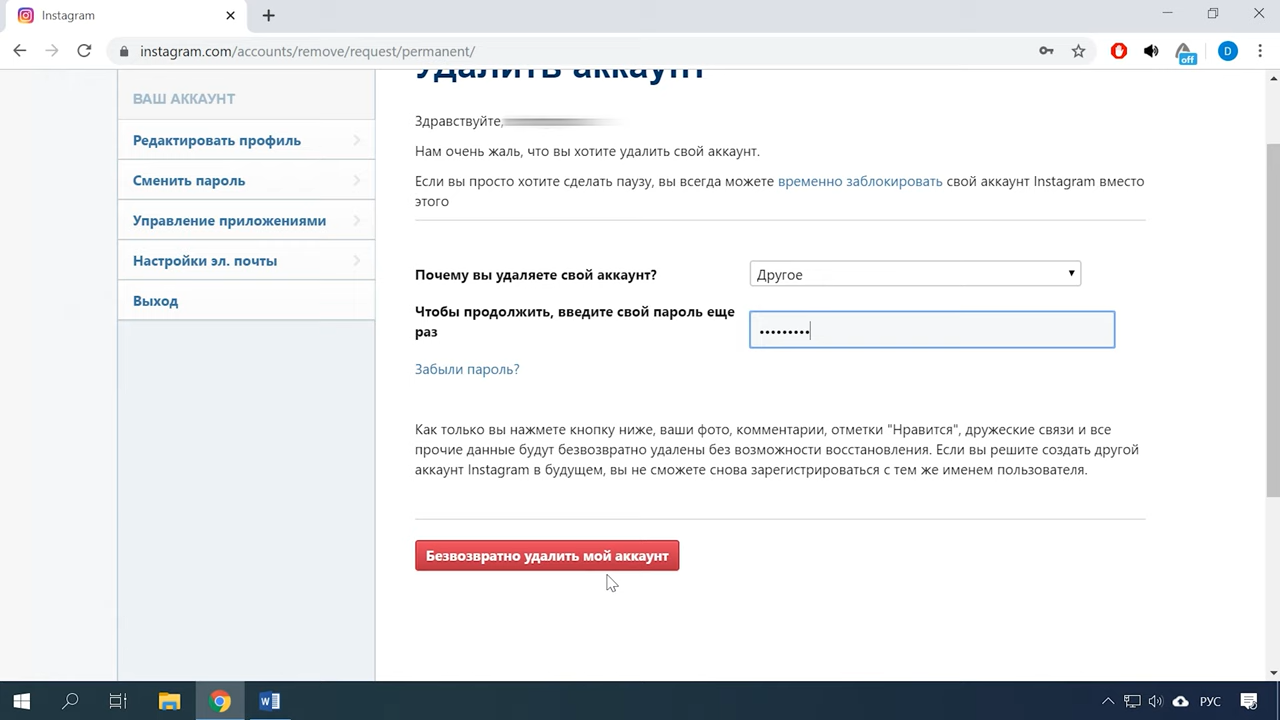 Instagram
instagram.com/accounts/remove/request/permanent/
D
off
Удалить аккаунт
ВАШ АККАУНТ
Редактировать профиль
Сменить пароль
Управление приложениями
Настройки эл. почты
Выход
Здравствуйте,
Нам очень жаль, что вы хотите удалить свой аккаунт.
Если вы просто хотите сделать паузу, вы всегда можете временно заблокировать свой аккаунт Instagram вместо
этого
Почему вы удаляете свой аккаунт?
Другое
Чтобы продолжить, введите свой пароль еще
раз
•••••••••
Забыли пароль?
Как только вы нажмете кнопку ниже, ваши фото, комментарии, отметки "Нравится", дружеские связи и все
прочие данные будут безвозвратно удалены без возможности восстановления. Если вы решите создать другой
аккаунт Instagram в будущем, вы не сможете снова зарегистрироваться с тем же именем пользователя.
Безвозвратно удалить мой аккаунт
РУС